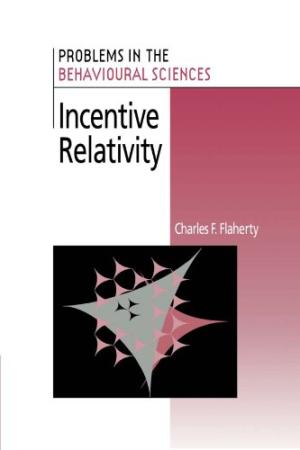 PROBLEMS IN THE
BEHAVIOURAL SCIENCES
Incentive
Relativity
Charles F. Flaherty